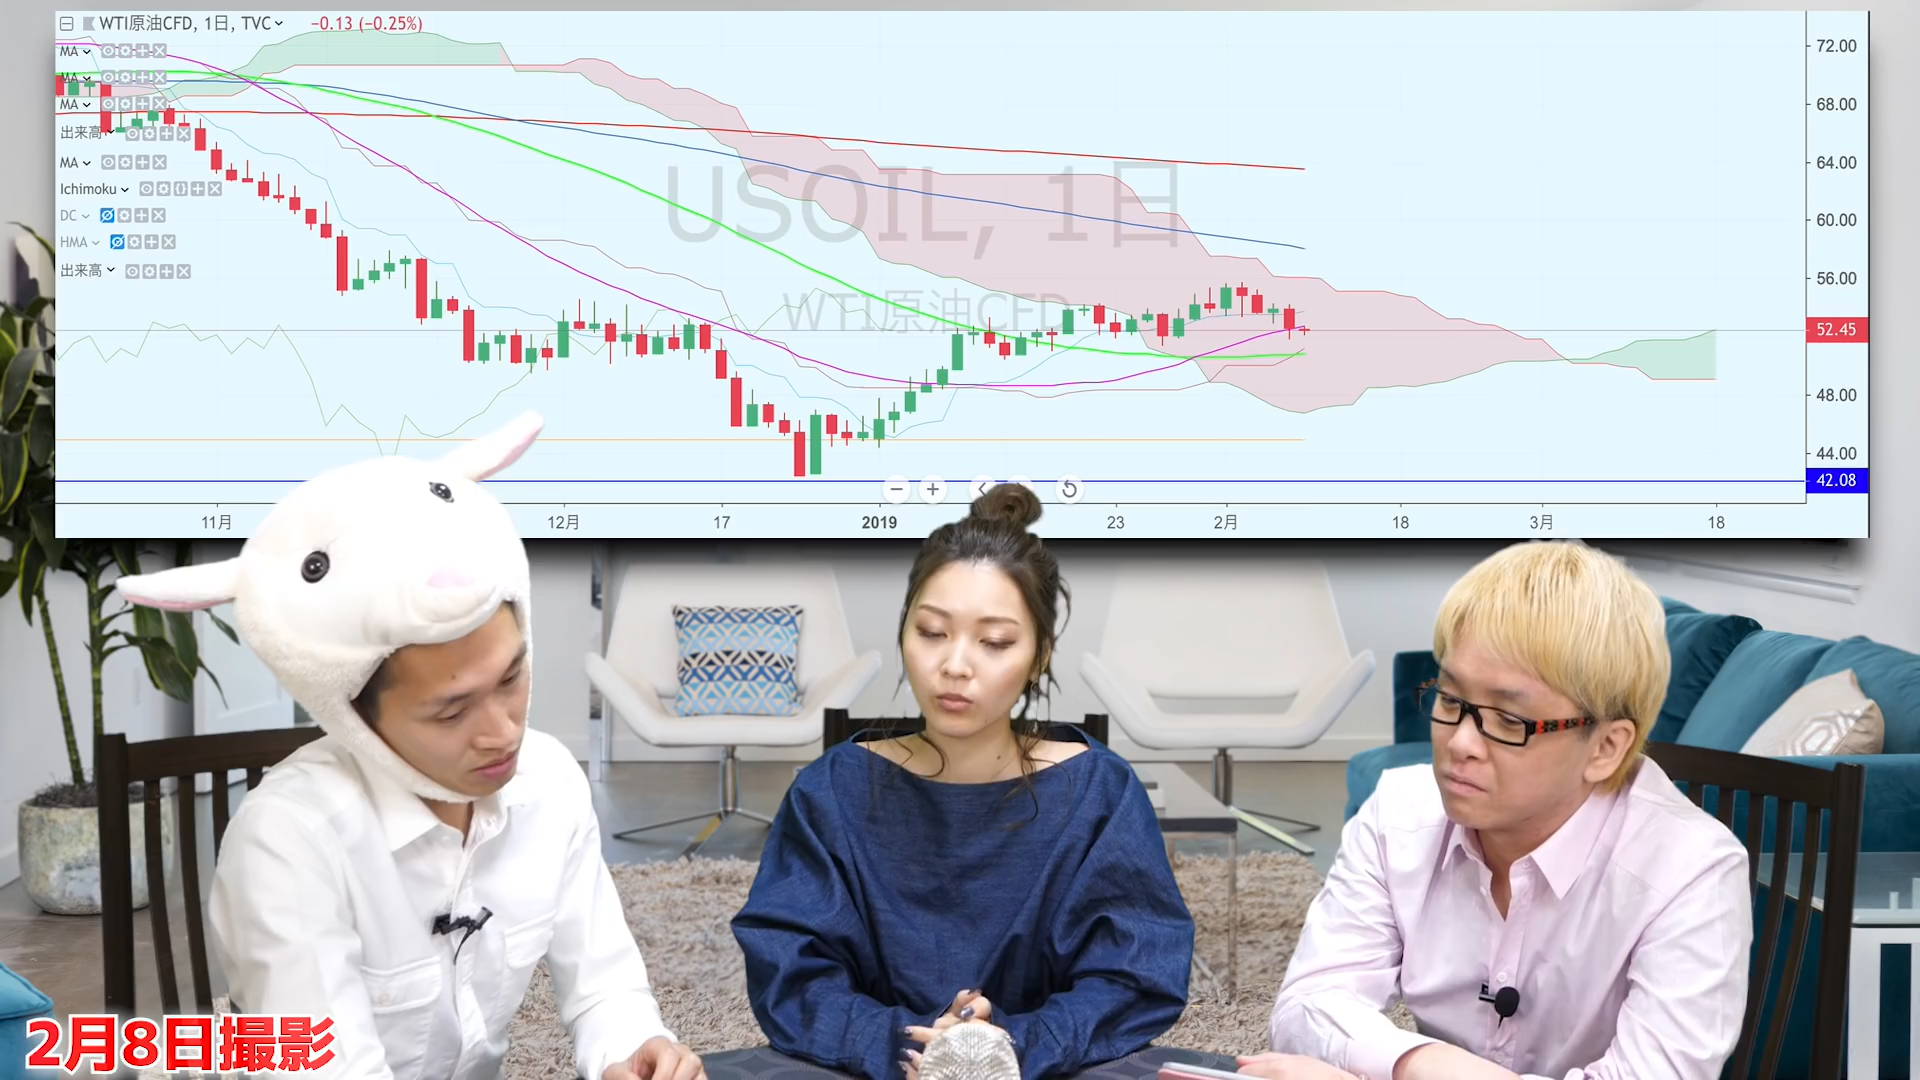 WTI原油CFD, 1日, TVC −0.13 (−0.25%)
MA
MA
MA
出来高
MA
Ichimoku
DC
HMA
出来高
USOIL, 1日
WTI原油CFD
72.00
68.00
64.00
60.00
56.00
52.45
48.00
44.00
42.08
11月 12月 17 2019 23 2月 18 3月 18
2月8日撮影